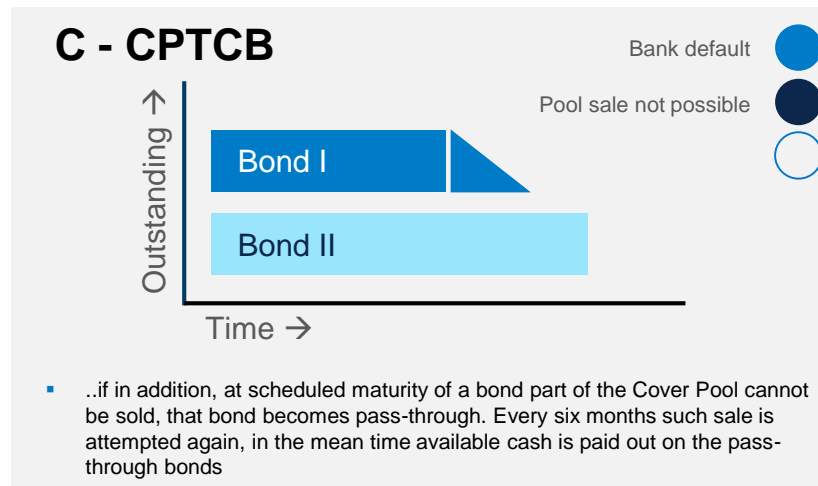 C - CPTCB
Bank default
Pool sale not possible
Outstanding →
Bond I
Bond II
Time →
▪ ..if in addition, at scheduled maturity of a bond part of the Cover Pool cannot
be sold, that bond becomes pass-through. Every six months such sale is
attempted again, in the mean time available cash is paid out on the pass-
through bonds